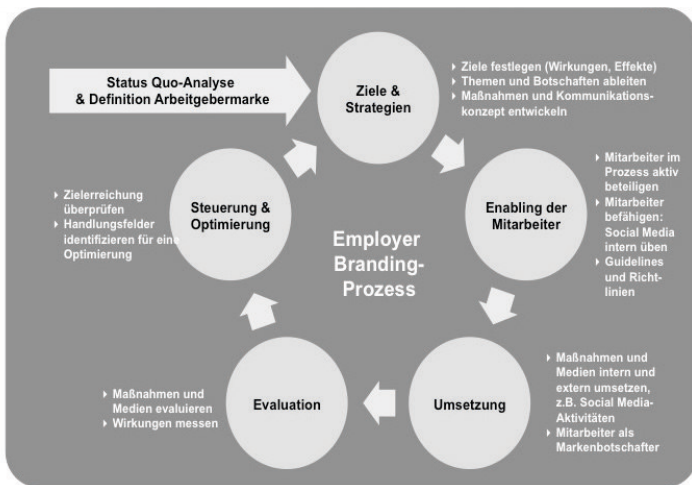 Status Quo-Analyse
& Definition Arbeitgebermarke
Ziele &
Strategien
▸ Ziele festlegen (Wirkungen, Effekte)
▸ Themen und Botschaften ableiten
▸ Maßnahmen und Kommunikations-
konzept entwickeln
Enabling der
Mitarbeiter
▸ Mitarbeiter im
Prozess aktiv
beteiligen
▸ Mitarbeiter
befähigen:
Social Media
intern üben
▸ Guidelines
und Richt-
linien
Umsetzung
▸ Maßnahmen und
Medien intern und
extern umsetzen,
z.B. Social Media-
Aktivitäten
▸ Mitarbeiter als
Markenbotschafter
Evaluation
▸ Maßnahmen und
Medien evaluieren
▸ Wirkungen messen
Steuerung &
Optimierung
▸ Zielerreichung
überprüfen
▸ Handlungsfelder
identifizieren für eine
Optimierung
Employer
Branding-
Prozess